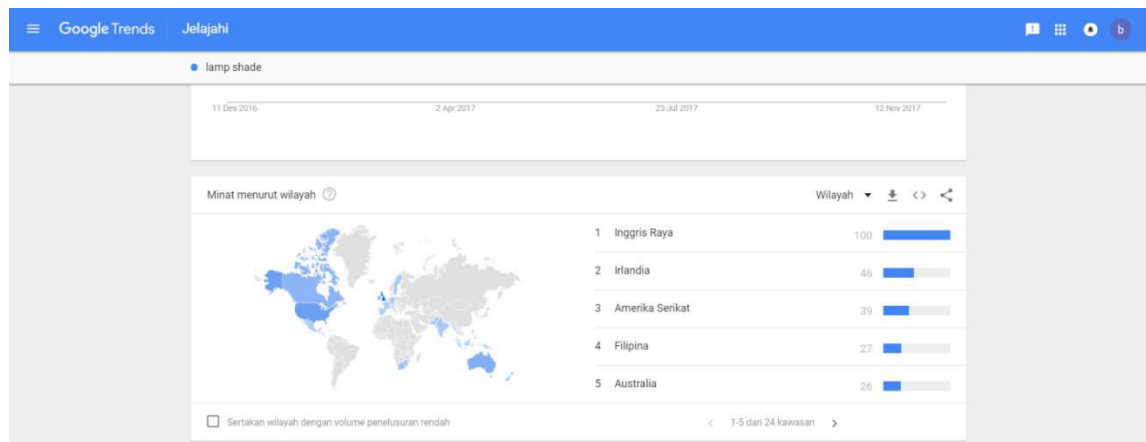 Google Trends Jelajahi
b
lamp shade
11 Des 2016 2 Apr 2017 23 Jul 2017 12 Nov 2017
Minat menurut wilayah
Wilayah
1 Inggris Raya 100
2 Irlandia 46
3 Amerika Serikat 39
4 Filipina 27
5 Australia 26
Sertakan wilayah dengan volume penelusuran rendah
1-5 dari 24 kawasan